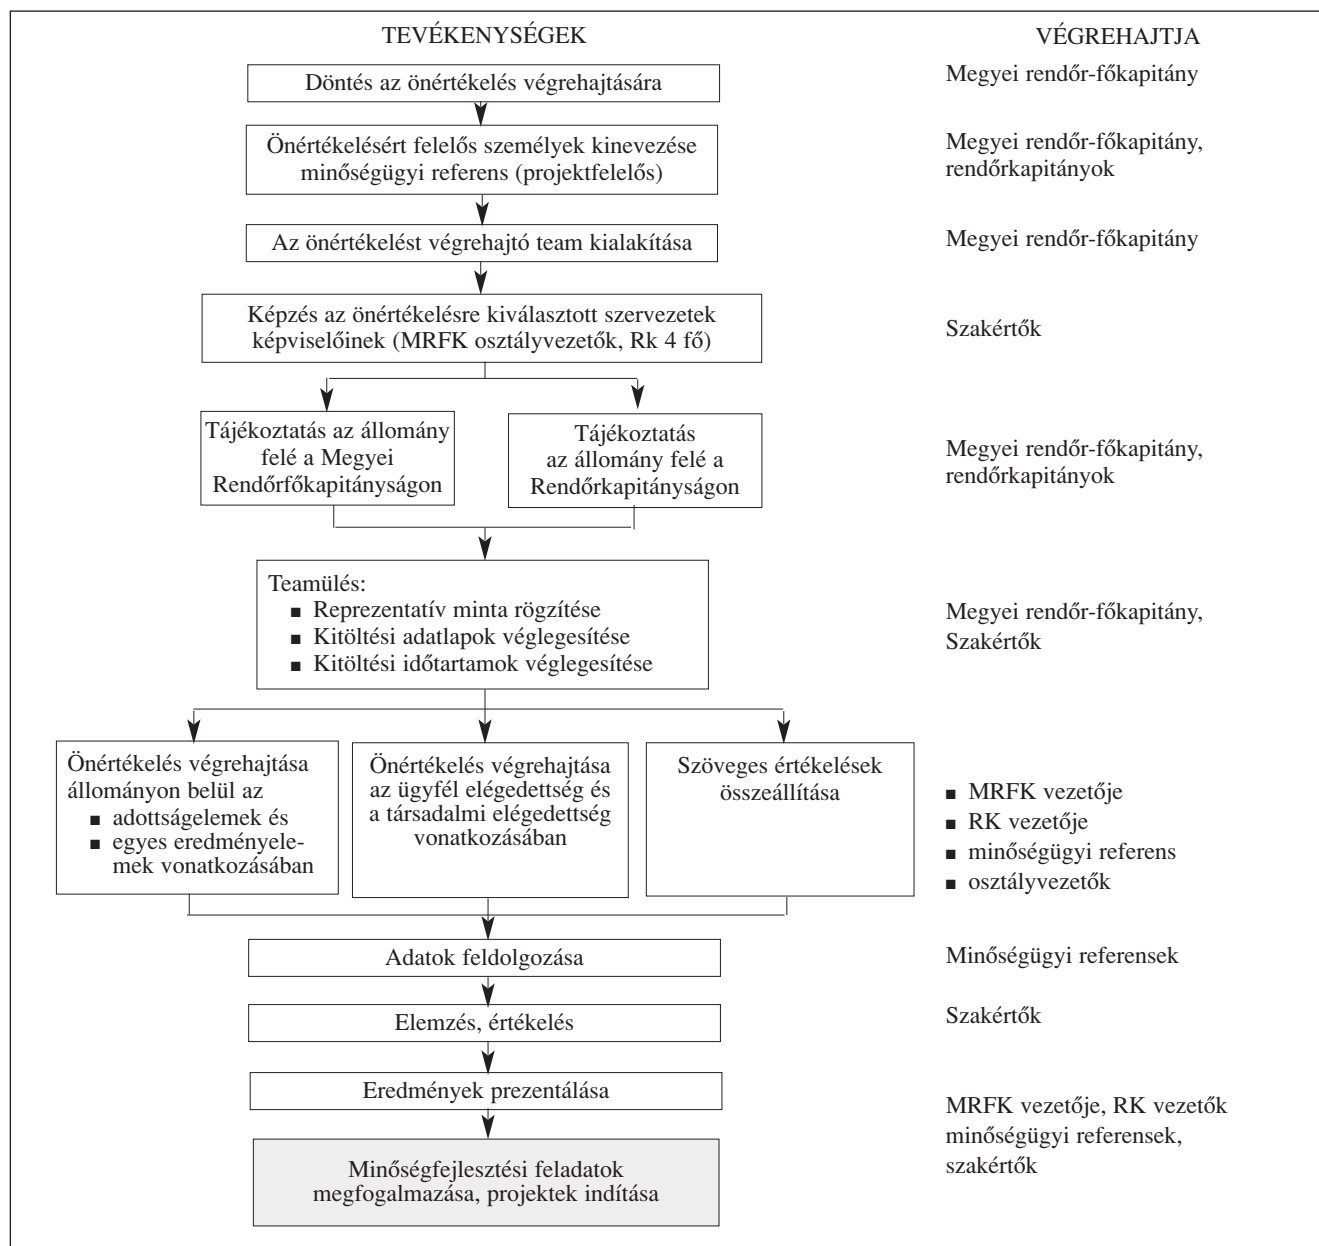 TEVÉKENYSÉGEK
VÉGREHAJTJA
Döntés az önértékelés végrehajtására
Megyei rendőr-főkapitány
Önértékelésért felelős személyek kinevezése
minőségügyi referens (projektfelelős)
Megyei rendőr-főkapitány,
rendőrkapitányok
Az önértékelést végrehajtó team kialakítása
Megyei rendőr-főkapitány
Képzés az önértékelésre kiválasztott szervezetek
képviselőinek (MRFK osztályvezetők, Rk 4 fő)
Szakértők
Tájékoztatás az állomány
felé a Megyei
Rendőrfőkapitányságon
Tájékoztatás
az állomány felé a
Rendőrkapitányságon
Megyei rendőr-főkapitány,
rendőrkapitányok
Teamülés:
■ Reprezentatív minta rögzítése
■ Kitöltési adatlapok véglegesítése
■ Kitöltési időtartamok véglegesítése
Megyei rendőr-főkapitány,
Szakértők
Önértékelés végrehajtása
állományon belül az
■ adottságelemek és
■ egyes eredményele-
mek vonatkozásában
Önértékelés végrehajtása
az ügyfél elégedettség és
a társadalmi elégedettség
vonatkozásában
Szöveges értékelések
összeállítása
■ MRFK vezetője
■ RK vezetője
■ minőségügyi referens
■ osztályvezetők
Adatok feldolgozása
Minőségügyi referensek
Elemzés, értékelés
Szakértők
Eredmények prezentálása
MRFK vezetője, RK vezetők
minőségügyi referensek,
szakértők
Minőségfejlesztési feladatok
megfogalmazása, projektek indítása